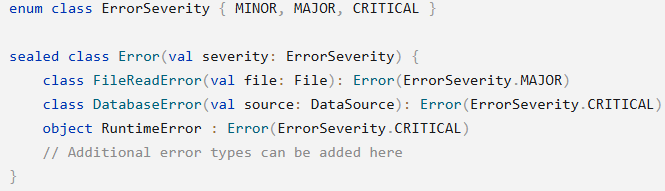 enum class ErrorSeverity { MINOR, MAJOR, CRITICAL }

sealed class Error(val severity: ErrorSeverity) {
    class FileReadError(val file: File): Error(ErrorSeverity.MAJOR)
    class DatabaseError(val source: DataSource): Error(ErrorSeverity.CRITICAL)
    object RuntimeError : Error(ErrorSeverity.CRITICAL)
    // Additional error types can be added here
}